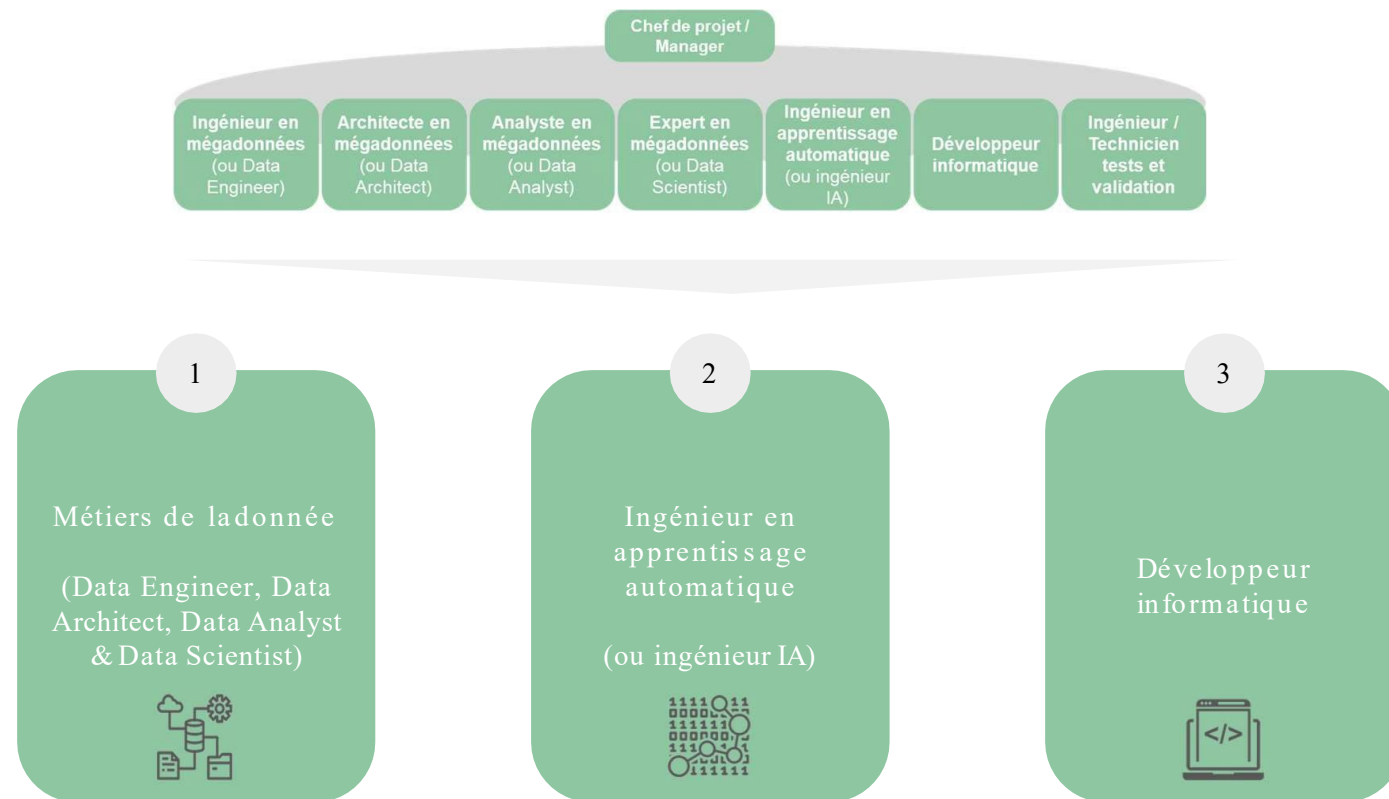 Chef de projet /
Manager
Ingénieur en
mégadonnées
(ou Data
Engineer)
Architecte en
mégadonnées
(ou Data
Architect)
Analyste en
mégadonnées
(ou Data
Analyst)
Expert en
mégadonnées
(ou Data
Scientist)
Ingénieur en
apprentissage
automatique
(ou ingénieur
IA)
Développeur
informatique
Ingénieur /
Technicien
tests et
validation
1
Métiers de ladonnée
(Data Engineer, Data
Architect, Data Analyst
& Data Scientist)
2
Ingénieur en
apprentissage
automatique
(ou ingénieur IA)
3
Développeur
informatique
</>